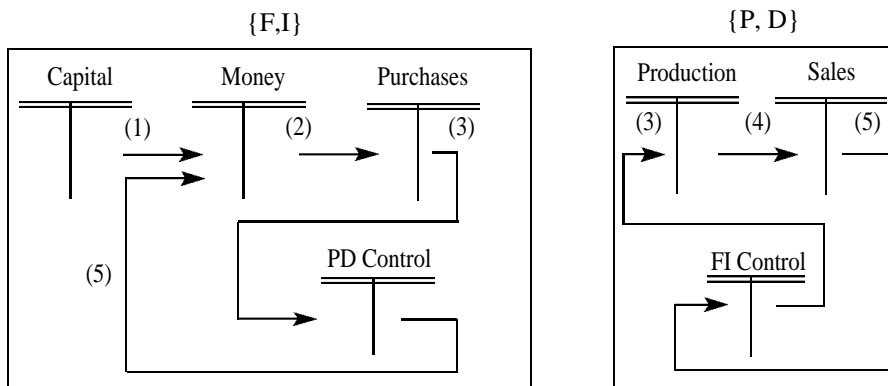 {F,I}
{P, D}
Capital Money Purchases
Production Sales
(1) (2) (3)
(3) (4) (5)
PD Control
(5)
FI Control